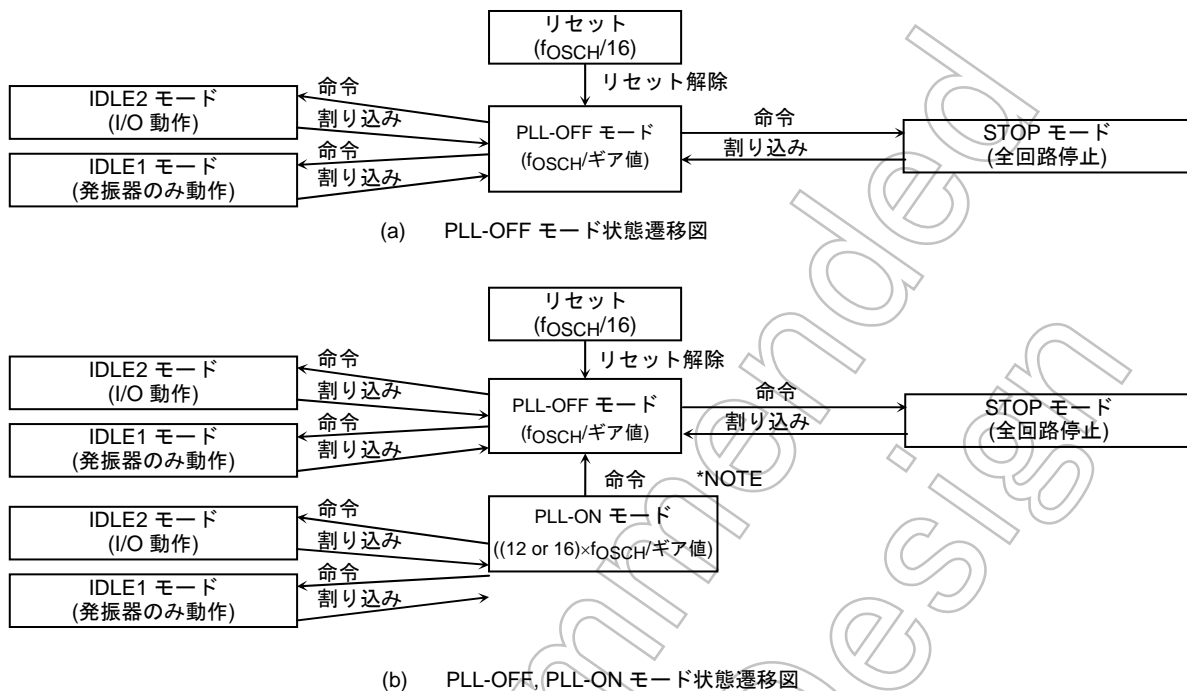 リセット
(fOSCH/16)
リセット解除
IDLE2 モード
(I/O 動作)
命令
割り込み
IDLE1 モード
(発振器のみ動作)
命令
割り込み
PLL-OFF モード
(fOSCH/ギア値)
命令
割り込み
STOP モード
(全回路停止)
(a) PLL-OFF モード状態遷移図
リセット
(fOSCH/16)
リセット解除
IDLE2 モード
(I/O 動作)
命令
割り込み
IDLE1 モード
(発振器のみ動作)
命令
割り込み
PLL-OFF モード
(fOSCH/ギア値)
命令
割り込み
STOP モード
(全回路停止)
命令 *NOTE
IDLE2 モード
(I/O 動作)
命令
割り込み
IDLE1 モード
(発振器のみ動作)
命令
割り込み
PLL-ON モード
((12 or 16)×fOSCH/ギア値)
(b) PLL-OFF, PLL-ON モード状態遷移図
mmended
Design